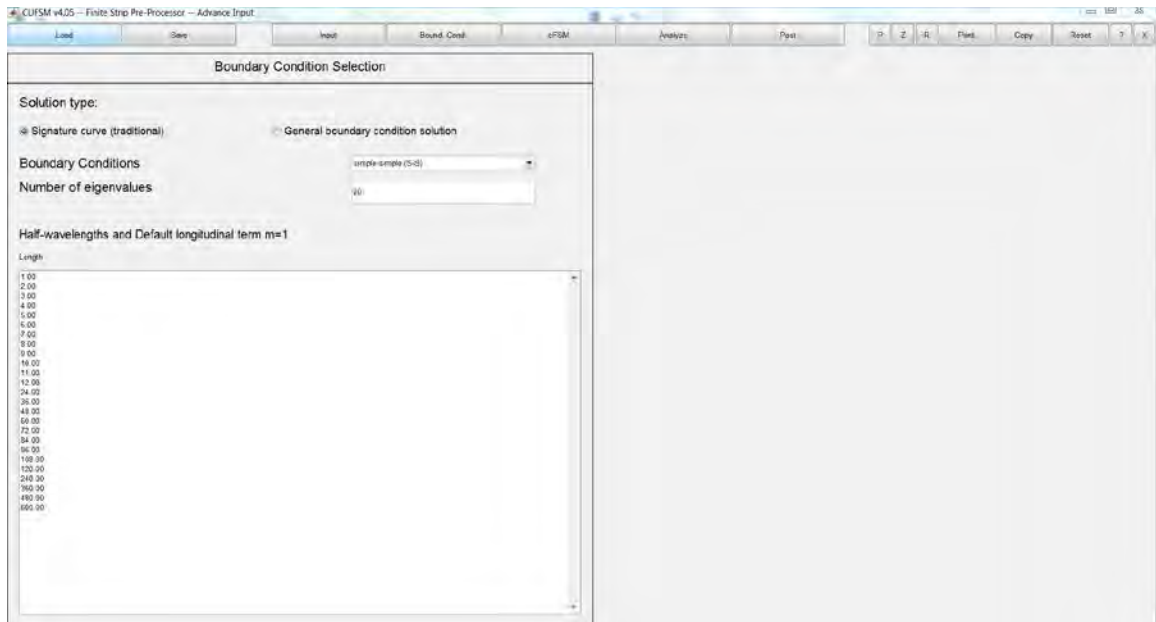 CUFSM v4.05 -- Finite Strip Pre-Processor -- Advance Input
Load Save Input Bound. Cond. cFSM Analyze Post P Z R Print Copy Reset ? X
Boundary Condition Selection
Solution type:
Signature curve (traditional) General boundary condition solution
Boundary Conditions simple-simple (S-S)
Number of eigenvalues 20
Half-wavelengths and Default longitudinal term m=1
Length
1.00
2.00
3.00
4.00
5.00
6.00
7.00
8.00
9.00
10.00
11.00
12.00
24.00
36.00
48.00
60.00
72.00
84.00
96.00
108.00
120.00
240.00
360.00
480.00
600.00